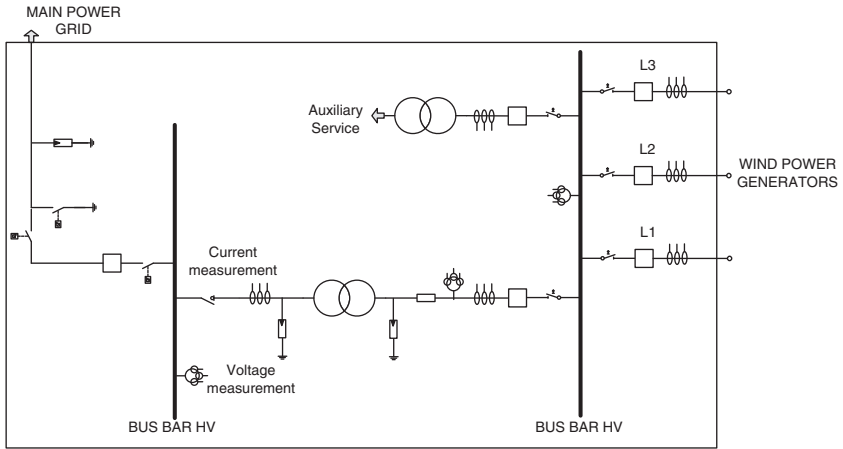 MAIN POWER
GRID
L3
Auxiliary
Service
L2
WIND POWER
GENERATORS
L1
Current
measurement
Voltage
measurement
BUS BAR HV
BUS BAR HV